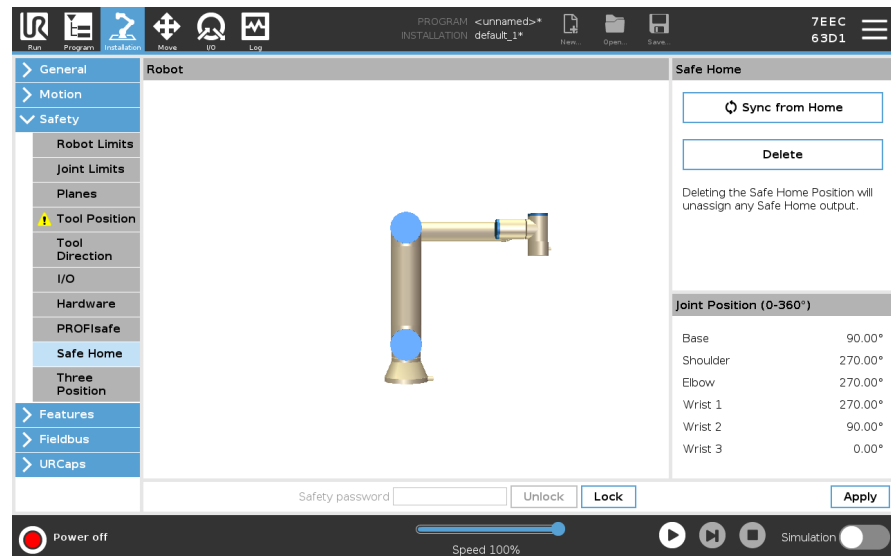 UR
PROGRAM <unnamed>*
INSTALLATION default_1*
Run
Program
Installation
Move
I/O
Log
New...
Open...
Save...
7EEC
63D1
General
Motion
Safety
Robot Limits
Joint Limits
Planes
Tool Position
Tool
Direction
I/O
Hardware
PROFIsafe
Safe Home
Three
Position
Features
Fieldbus
URCaps
Robot
Safe Home
Sync from Home
Delete
Deleting the Safe Home Position will
unassign any Safe Home output.
Joint Position (0-360°)
Base 90.00°
Shoulder 270.00°
Elbow 270.00°
Wrist 1 270.00°
Wrist 2 90.00°
Wrist 3 0.00°
Safety password
Unlock
Lock
Apply
Power off
Speed 100%
Simulation